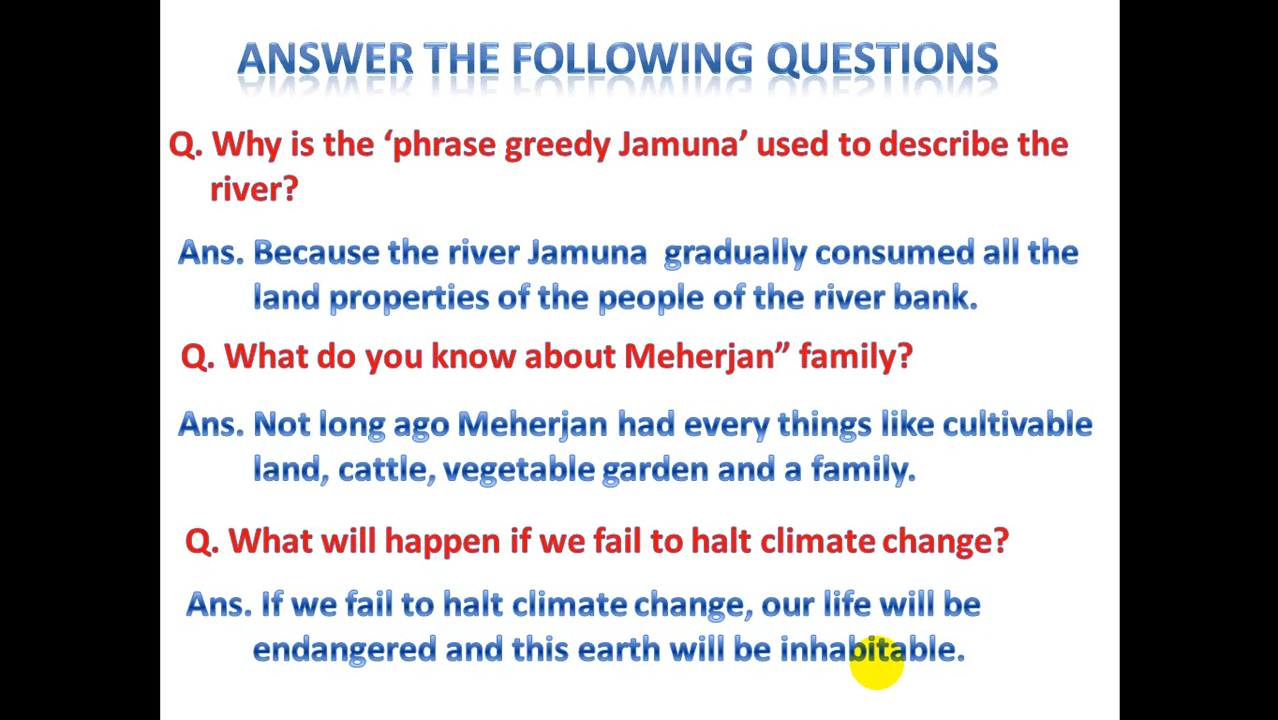 ANSWER THE FOLLOWING QUESTIONS
Q. Why is the ‘phrase greedy Jamuna’ used to describe the
river?
Ans. Because the river Jamuna gradually consumed all the
land properties of the people of the river bank.
Q. What do you know about Meherjan” family?
Ans. Not long ago Meherjan had every things like cultivable
land, cattle, vegetable garden and a family.
Q. What will happen if we fail to halt climate change?
Ans. If we fail to halt climate change, our life will be
endangered and this earth will be inhabitable.